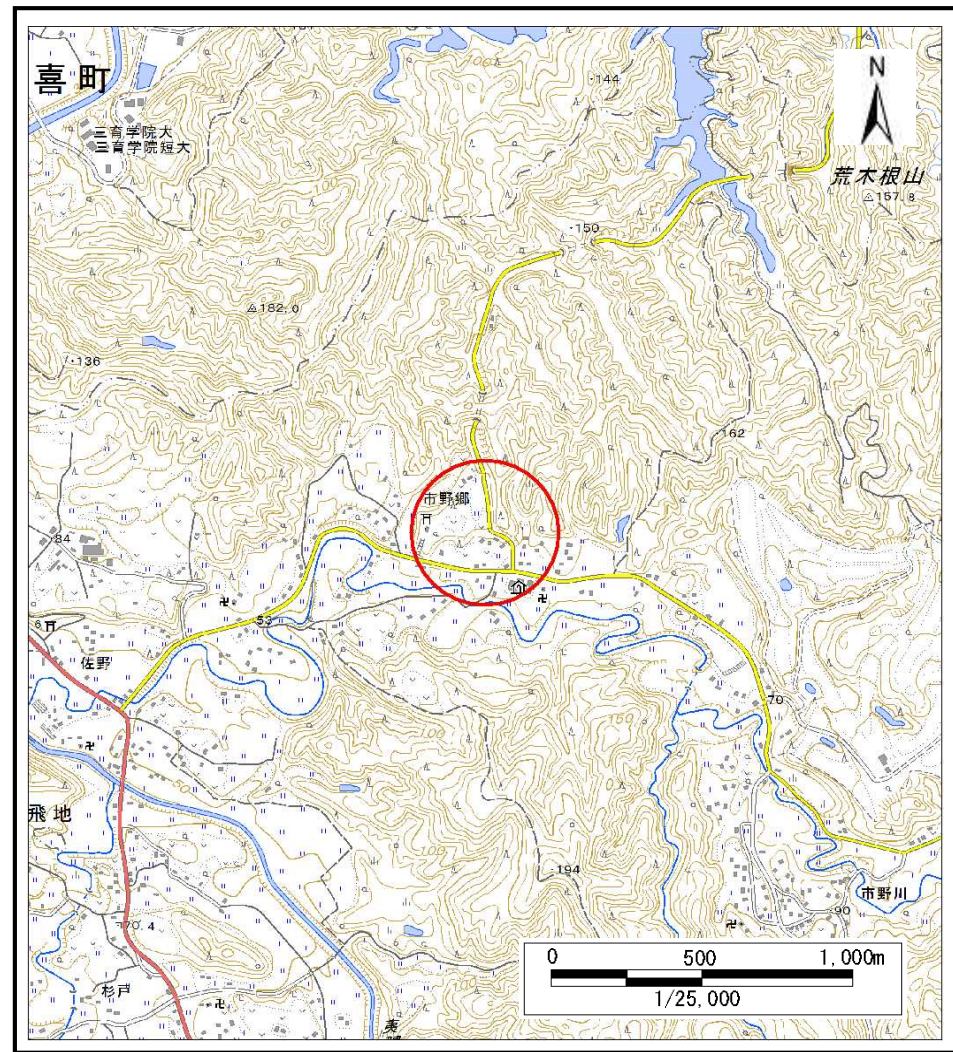 喜町
三育学院大
三育学院短大
・144
N
荒木根山
167.8
・150
182.0
・136
・162
市野郷
84
53
佐野
70
飛地
・194
市野川
90
70.4
杉戸
0 500 1,000m
1/25,000